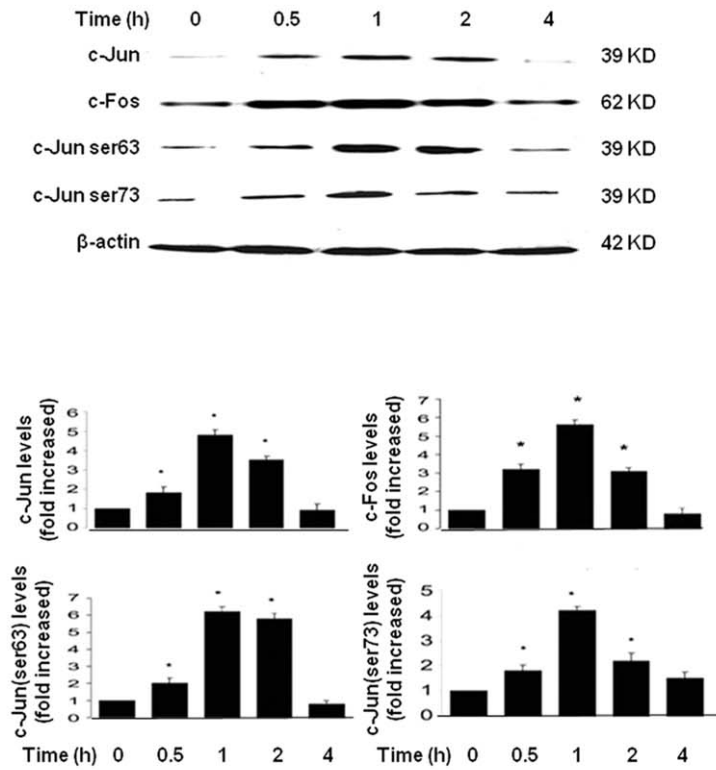 Time (h) 0 0.5 1 2 4
c-Jun 39 KD
c-Fos 62 KD
c-Jun ser63 39 KD
c-Jun ser73 39 KD
β-actin 42 KD
c-Jun levels
(fold increased)
6
5
4
3
2
1
0
* * *
c-Fos levels
(fold increased)
7
6
5
4
3
2
1
0
* * *
c-Jun(ser63) levels
(fold increased)
7
6
5
4
3
2
1
0
* * *
c-Jun(ser73) levels
(fold increased)
5
4
3
2
1
0
* * *
Time (h) 0 0.5 1 2 4
Time (h) 0 0.5 1 2 4